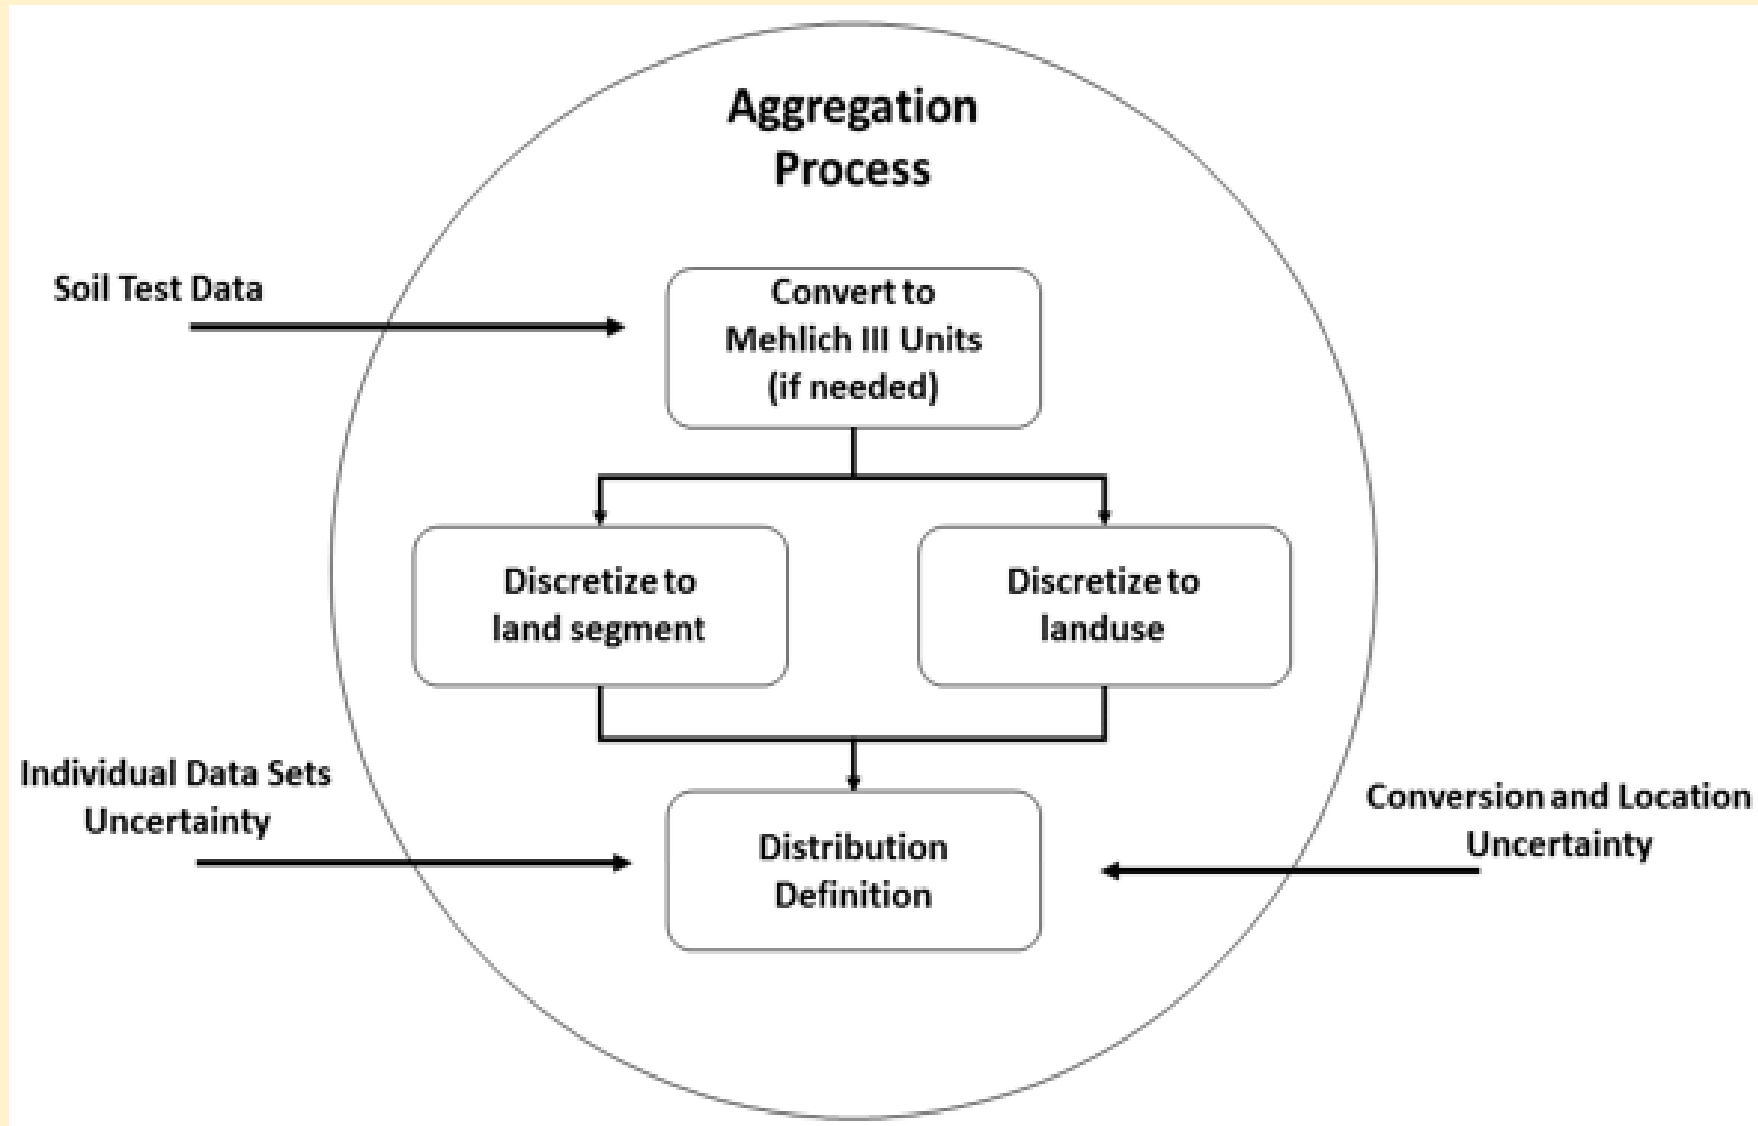 Aggregation
Process
Soil Test Data
Convert to
Mehlich III Units
(if needed)
Discretize to
land segment
Discretize to
landuse
Individual Data Sets
Uncertainty
Distribution
Definition
Conversion and Location
Uncertainty